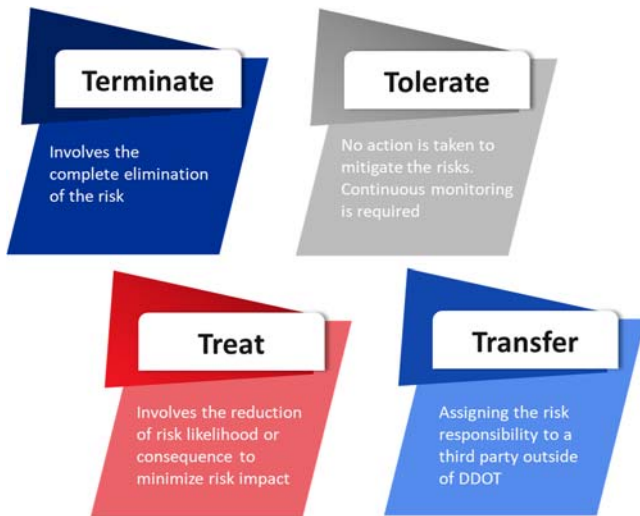 Terminate
Involves the
complete elimination
of the risk
Tolerate
No action is taken to
mitigate the risks.
Continuous monitoring
is required
Treat
Involves the reduction
of risk likelihood or
consequence to
minimize risk impact
Transfer
Assigning the risk
responsibility to a
third party outside
of DDOT